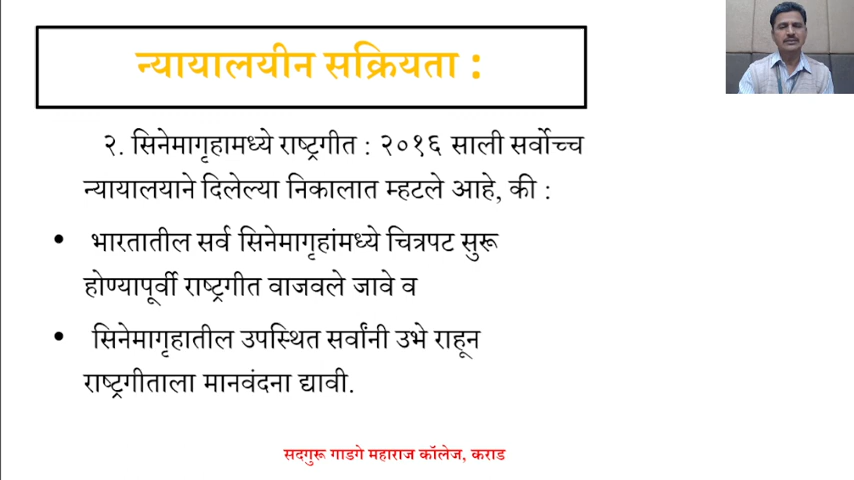 न्यायालयीन सक्रियता :
२. सिनेमागृहामध्ये राष्ट्रगीत : २०१६ साली सर्वोच्च
न्यायालयाने दिलेल्या निकालात म्हटले आहे, की :
• भारतातील सर्व सिनेमागृहांमध्ये चित्रपट सुरू
होण्यापूर्वी राष्ट्रगीत वाजवले जावे व
• सिनेमागृहातील उपस्थित सर्वांनी उभे राहून
राष्ट्रगीताला मानवंदना द्यावी.
सदगुरू गाडगे महाराज कॉलेज, कराड